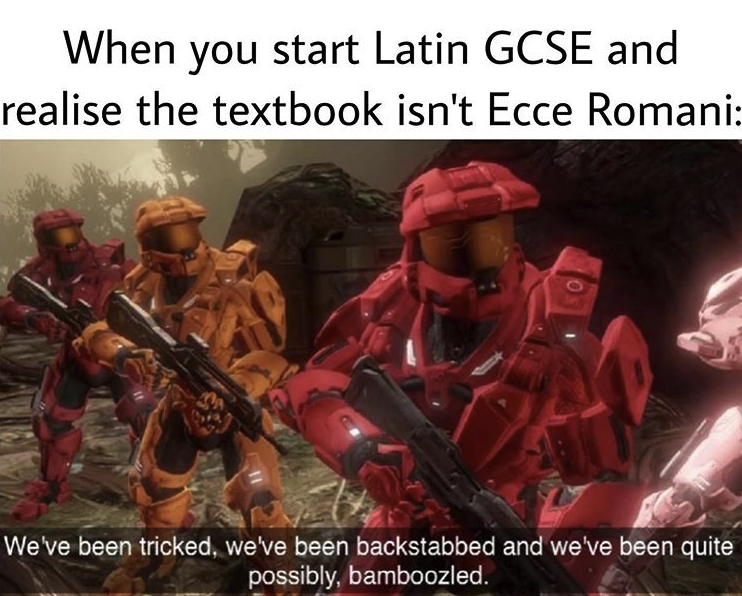 When you start Latin GCSE and
realise the textbook isn't Ecce Romani:
We've been tricked, we've been backstabbed and we've been quite
possibly, bamboozled.